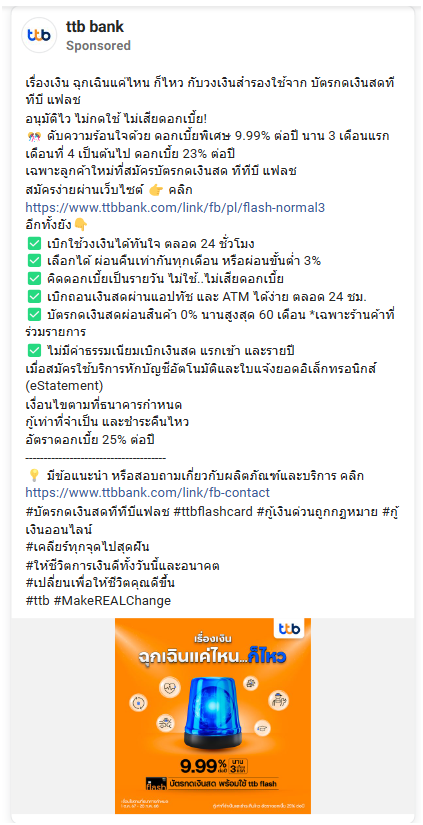 ttb
ttb bank
Sponsored
เรื่องเงิน ฉุกเฉินแค่ไหน ก็ไหว กับวงเงินสำรองใช้จาก บัตรกดเงินสดที
ทีบี แฟลช
อนุมัติไว ไม่กดใช้ ไม่เสียดอกเบี้ย!
🎊 ดับความร้อนใจด้วย ดอกเบี้ยพิเศษ 9.99% ต่อปี นาน 3 เดือนแรก
เดือนที่ 4 เป็นต้นไป ดอกเบี้ย 23% ต่อปี
เฉพาะลูกค้าใหม่ที่สมัครบัตรกดเงินสด ทีทีบี แฟลช
สมัครง่ายผ่านเว็บไซต์ 👉 คลิก
https://www.ttbbank.com/link/fb/pl/flash-normal3
อีกทั้งยัง👇
✅ เบิกใช้วงเงินได้ทันใจ ตลอด 24 ชั่วโมง
✅ เลือกได้ ผ่อนคืนเท่ากันทุกเดือน หรือผ่อนขั้นต่ำ 3%
✅ คิดดอกเบี้ยเป็นรายวัน ไม่ใช้..ไม่เสียดอกเบี้ย
✅ เบิกถอนเงินสดผ่านแอปทัช และ ATM ได้ง่าย ตลอด 24 ชม.
✅ บัตรกดเงินสดผ่อนสินค้า 0% นานสูงสุด 60 เดือน *เฉพาะร้านค้าที่
ร่วมรายการ
✅ ไม่มีค่าธรรมเนียมเบิกเงินสด แรกเข้า และรายปี
เมื่อสมัครใช้บริการหักบัญชีอัตโนมัติและใบแจ้งยอดอิเล็กทรอนิกส์
(eStatement)
เงื่อนไขตามที่ธนาคารกำหนด
กู้เท่าที่จำเป็น และชำระคืนไหว
อัตราดอกเบี้ย 25% ต่อปี
------------------------------------
💡 มีข้อแนะนำ หรือสอบถามเกี่ยวกับผลิตภัณฑ์และบริการ คลิก
https://www.ttbbank.com/link/fb-contact
#บัตรกดเงินสดทีทีบีแฟลช #ttbflashcard #กู้เงินด่วนถูกกฎหมาย #กู้
เงินออนไลน์
#เคลียร์ทุกจุดไปสุดฝัน
#ให้ชีวิตการเงินดีทั้งวันนี้และอนาคต
#เปลี่ยนเพื่อให้ชีวิตคุณดีขึ้น
#ttb #MakeREALChange
ttb
เรื่องเงิน
ฉุกเฉินแค่ไหน...ก็ไหว
9.99% ต่อปี นาน 3 เดือนแรก
flash บัตรกดเงินสด พร้อมใช้ ttb flash